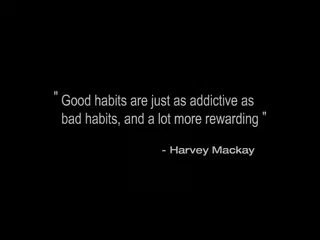 " Good habits are just as addictive as
bad habits, and a lot more rewarding "
- Harvey Mackay